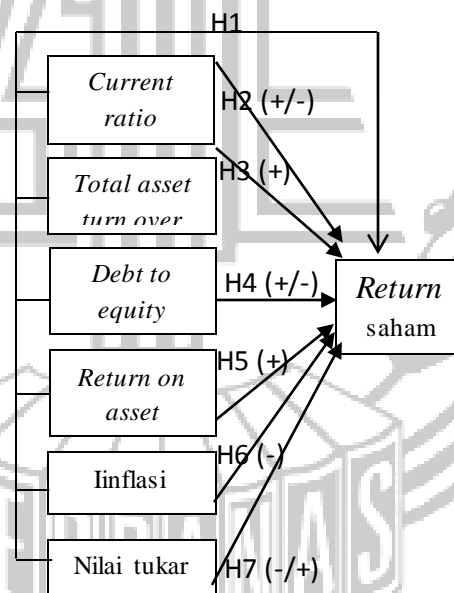 H1
Current
ratio
H2 (+/-)
H3 (+)
Total asset
turn over
Debt to
equity
H4 (+/-)
Return
saham
Return on
asset
H5 (+)
Iinflasi
H6 (-)
Nilai tukar
H7 (-/+)